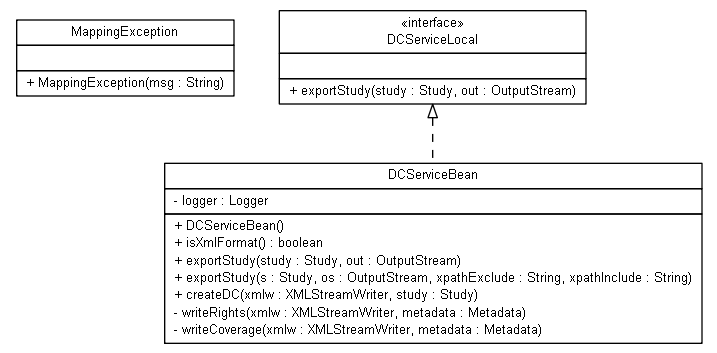 MappingException
+ MappingException(msg : String)
«interface»
DCServiceLocal
+ exportStudy(study : Study, out : OutputStream)
DCServiceBean
- logger : Logger
+ DCServiceBean()
+ isXmlFormat() : boolean
+ exportStudy(study : Study, out : OutputStream)
+ exportStudy(s : Study, os : OutputStream, xpathExclude : String, xpathInclude : String)
+ createDC(xmlw : XMLStreamWriter, study : Study)
- writeRights(xmlw : XMLStreamWriter, metadata : Metadata)
- writeCoverage(xmlw : XMLStreamWriter, metadata : Metadata)